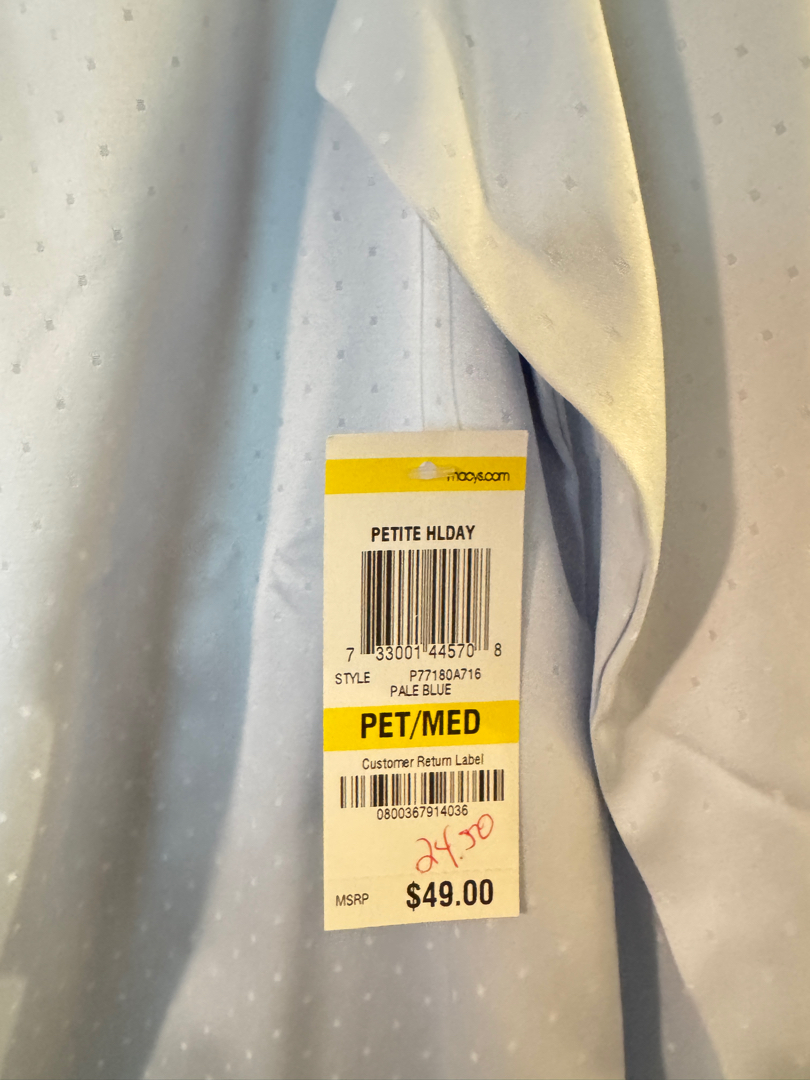 macys.com
PETITE HLDAY
7 33001 44570 8
STYLE P77180A716
PALE BLUE
PET/MED
Customer Return Label
0800367914036
24.50
MSRP $49.00